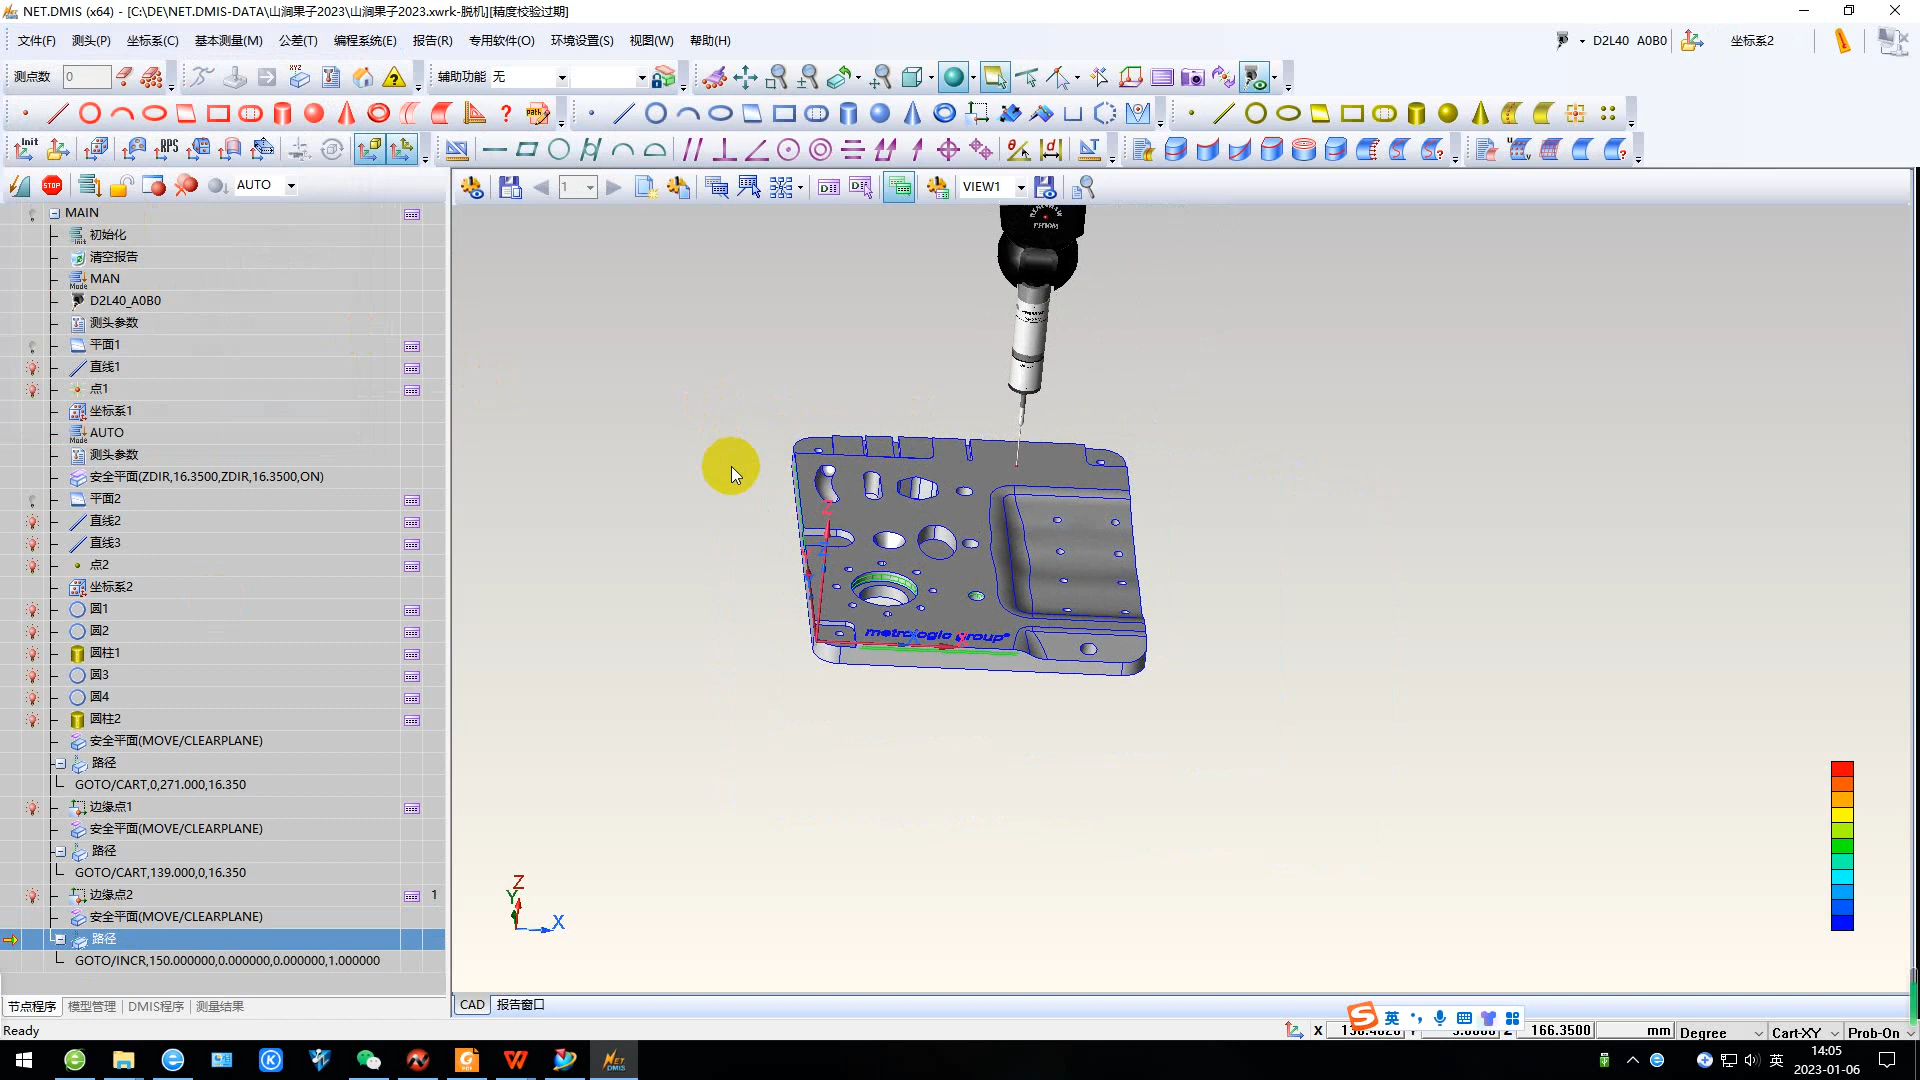 NET.DMIS (x64) - [C:\DE\NET.DMIS-DATA\山涧果子2023\山涧果子2023.xwrk-脱机][精度校验过期]
文件(F) 测头(P) 坐标系(C) 基本测量(M) 公差(T) 编程系统(E) 报告(R) 专用软件(O) 环境设置(S) 视图(W) 帮助(H)
D2L40 A0B0 坐标系2
测点数 0 辅助功能 无
AUTO
1 VIEW1
MAIN
初始化
清空报告
MAN
D2L40_A0B0
测头参数
平面1
直线1
点1
坐标系1
AUTO
测头参数
安全平面(ZDIR,16.3500,ZDIR,16.3500,ON)
平面2
直线2
直线3
点2
坐标系2
圆1
圆2
圆柱1
圆3
圆4
圆柱2
安全平面(MOVE/CLEARPLANE)
路径
GOTO/CART,0,271.000,16.350
边缘点1
安全平面(MOVE/CLEARPLANE)
路径
GOTO/CART,139.000,0,16.350
边缘点2 1
安全平面(MOVE/CLEARPLANE)
路径
GOTO/INCR,150.000000,0.000000,0.000000,1.000000
metrologic group
Z
Y
X
节点程序 模型管理 DMIS程序 测量结果
CAD 报告窗口
Ready
英
X 166.3500 mm Degree Cart-XY Prob-On
英 14:05
2023-01-06